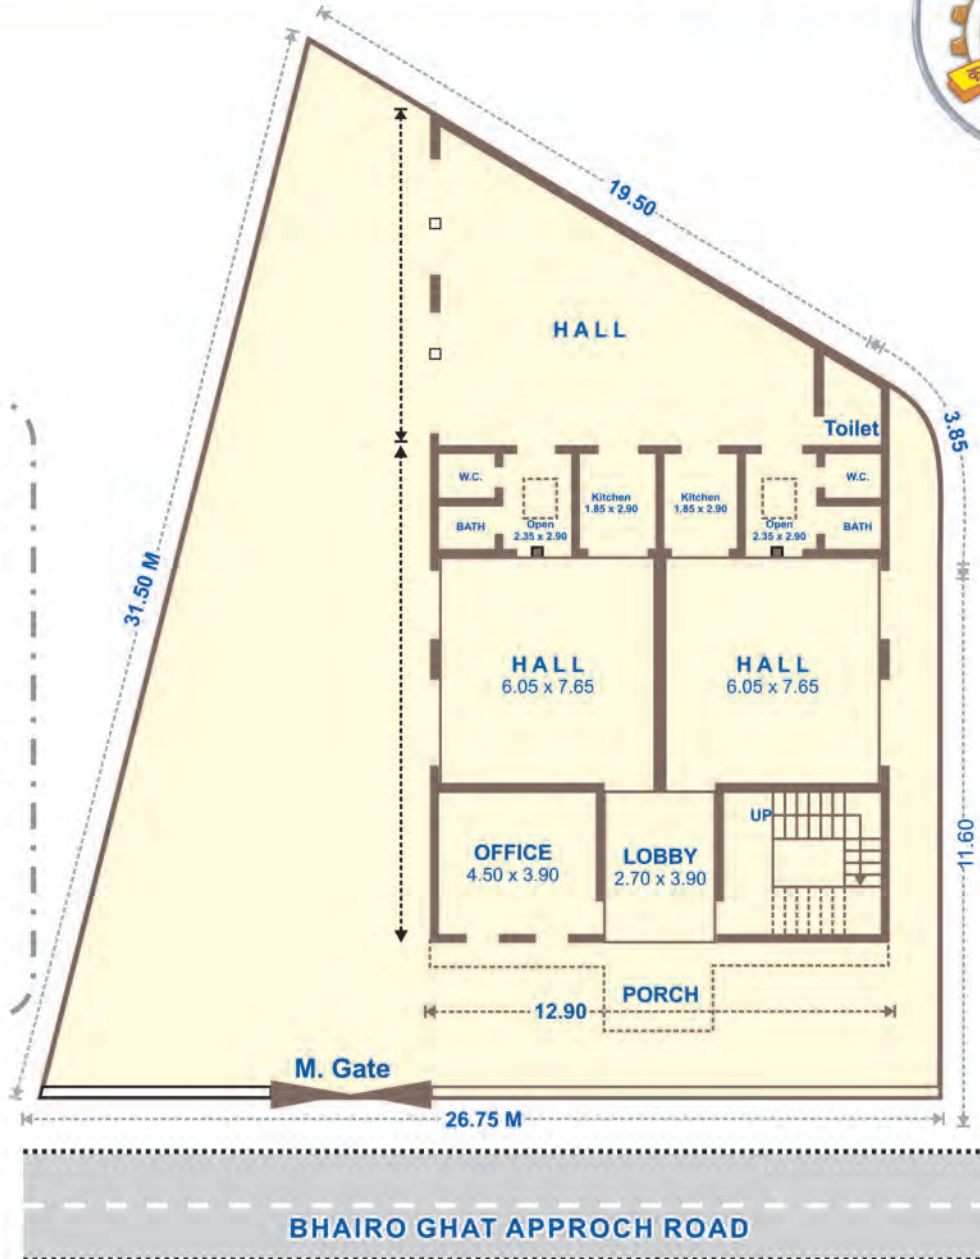 19.50
HALL
Toilet
3.85
W.C.
Kitchen
1.85 x 2.90
Kitchen
1.85 x 2.90
W.C.
BATH
Open
2.35 x 2.90
Open
2.35 x 2.90
BATH
31.50 M
HALL
6.05 x 7.65
HALL
6.05 x 7.65
UP
11.60
OFFICE
4.50 x 3.90
LOBBY
2.70 x 3.90
PORCH
12.90
M. Gate
26.75 M
BHAIRO GHAT APPROCH ROAD